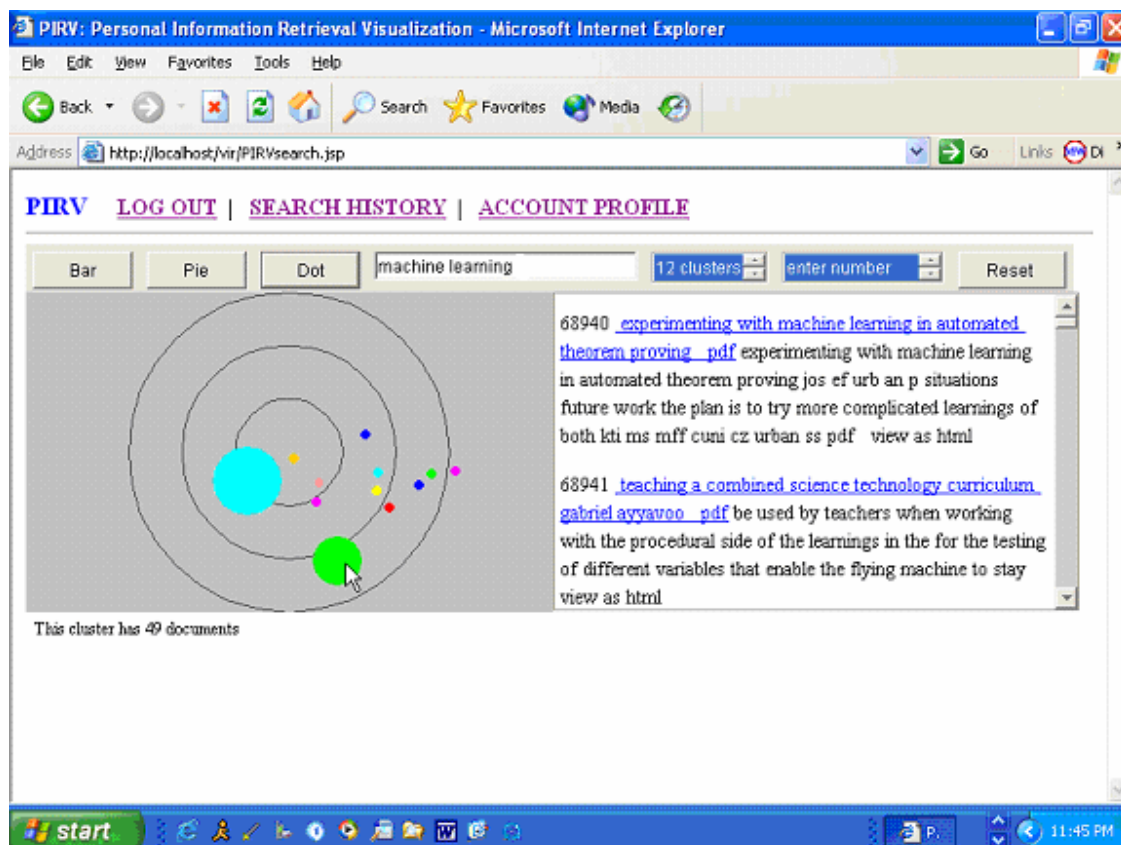 PIRV: Personal Information Retrieval Visualization - Microsoft Internet Explorer
File Edit View Favorites Tools Help
Back Search Favorites Media
Address http://localhost/vir/PIRVsearch.jsp Go Links
PIRV LOG OUT | SEARCH HISTORY | ACCOUNT PROFILE
Bar Pie Dot machine learning 12 clusters enter number Reset
68940 experimenting with machine learning in automated
theorem proving pdf experimenting with machine learning
in automated theorem proving jos ef urb an p situations
future work the plan is to try more complicated learnings of
both kti ms mff cuni cz urban ss pdf view as html
68941 teaching a combined science technology curriculum
gabriel ayyavoo pdf be used by teachers when working
with the procedural side of the learnings in the for the testing
of different variables that enable the flying machine to stay
view as html
This cluster has 49 documents
start P. 11:45 PM